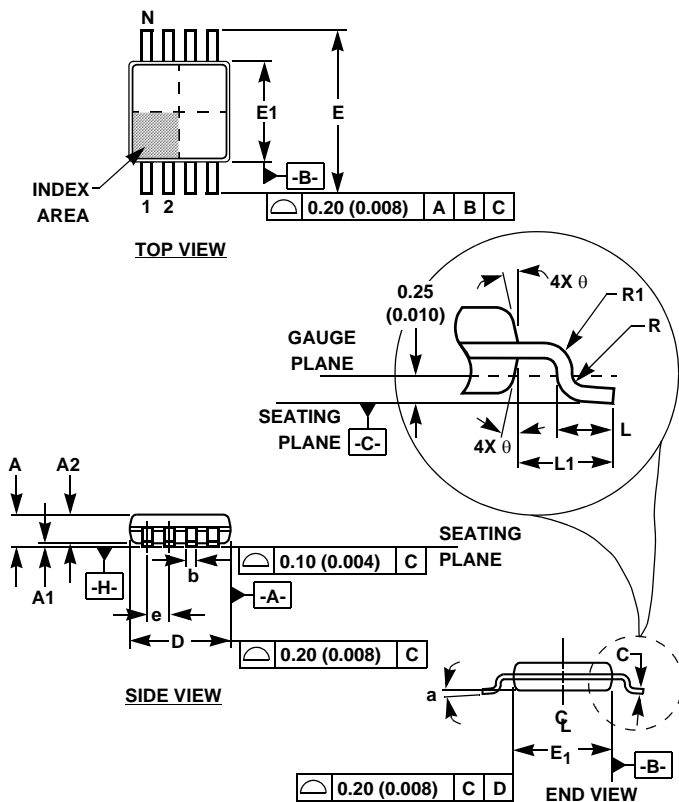 N
E1
E
-B-
INDEX
AREA
1 2
⌓ 0.20 (0.008) A B C
TOP VIEW
0.25
(0.010)
4X θ
R1
R
GAUGE
PLANE
SEATING
PLANE -C-
4X θ
L
L1
A A2
SEATING
PLANE
⌓ 0.10 (0.004) C
-H-
A1
b
-A-
e
D
⌓ 0.20 (0.008) C
SIDE VIEW
C
a
CL
E1
-B-
⌓ 0.20 (0.008) C D
END VIEW